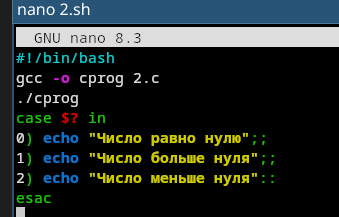 nano 2.sh
GNU nano 8.3
#!/bin/bash
gcc -o cprog 2.c
./cprog
case $? in
0) echo "Число равно нулю";;
1) echo "Число больше нуля";;
2) echo "Число меньше нуля"::
esac